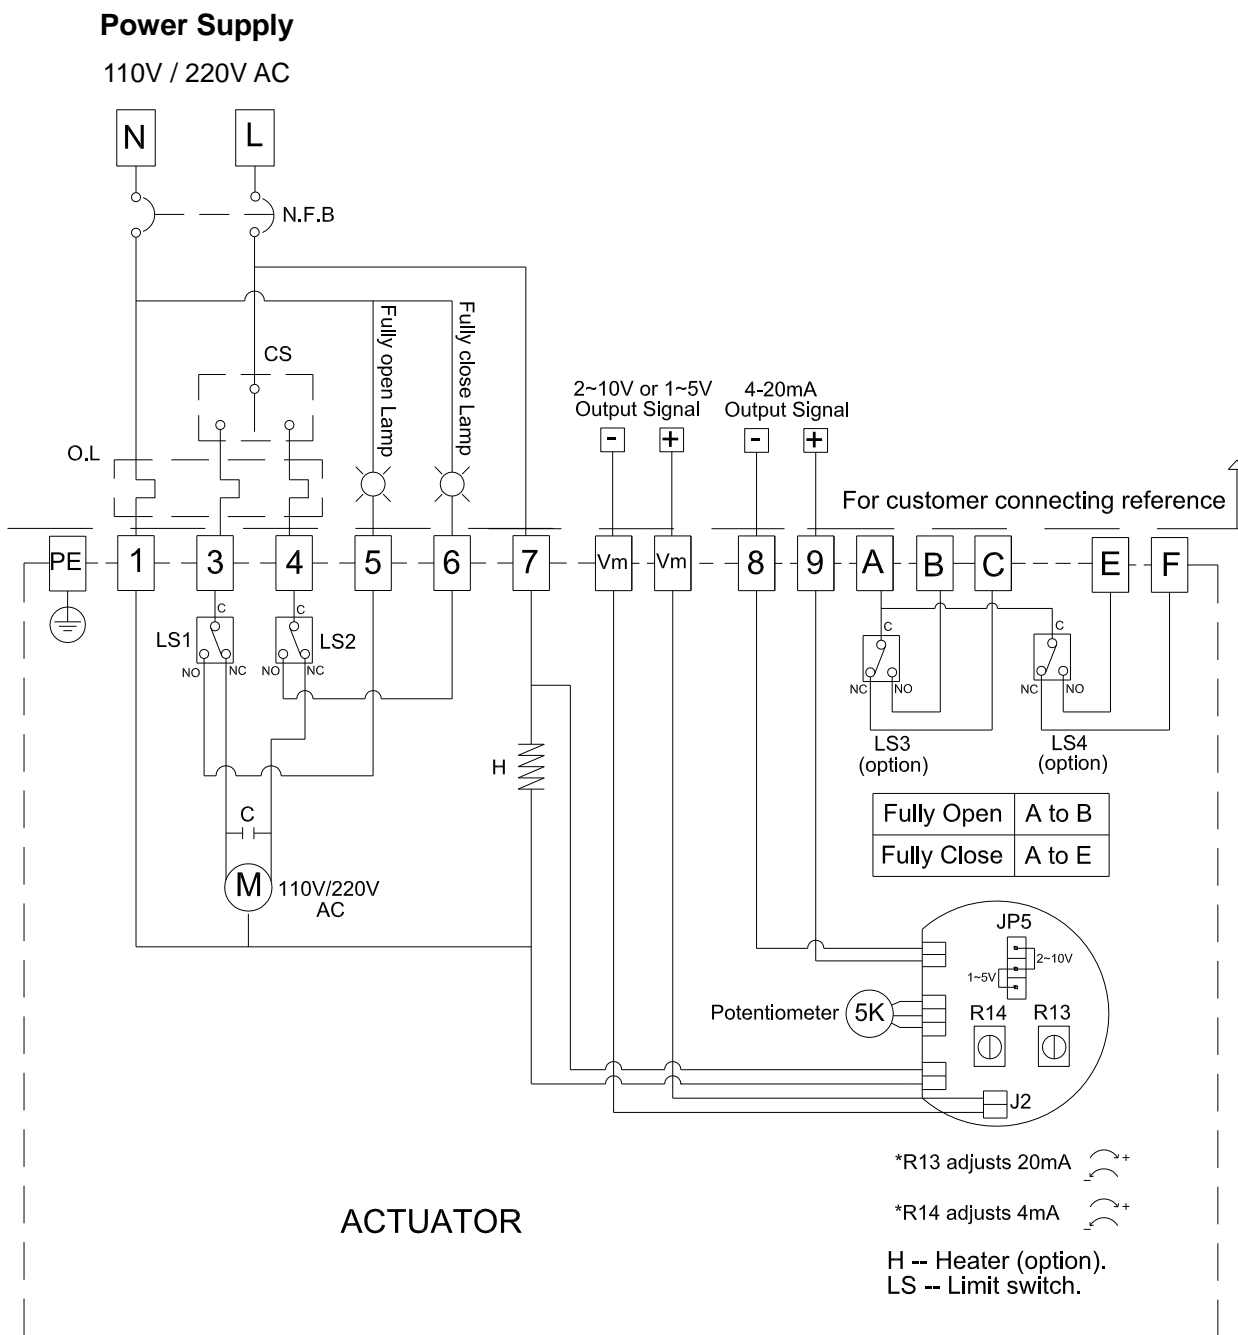 Power Supply
110V / 220V AC
N L
N.F.B
Fully open Lamp
Fully close Lamp
CS
O.L
2~10V or 1~5V
Output Signal
4-20mA
Output Signal
- + - +
For customer connecting reference
PE 1 3 4 5 6 7 Vm Vm 8 9 A B C E F
C C
LS1 LS2
NO NC NO NC
C C
NC NO NC NO
LS3
(option)
LS4
(option)
H
Fully Open A to B
Fully Close A to E
C
M 110V/220V
AC
JP5
2~10V
1~5V
Potentiometer 5K
R14 R13
J2
*R13 adjusts 20mA - +
*R14 adjusts 4mA - +
ACTUATOR
H -- Heater (option).
LS -- Limit switch.